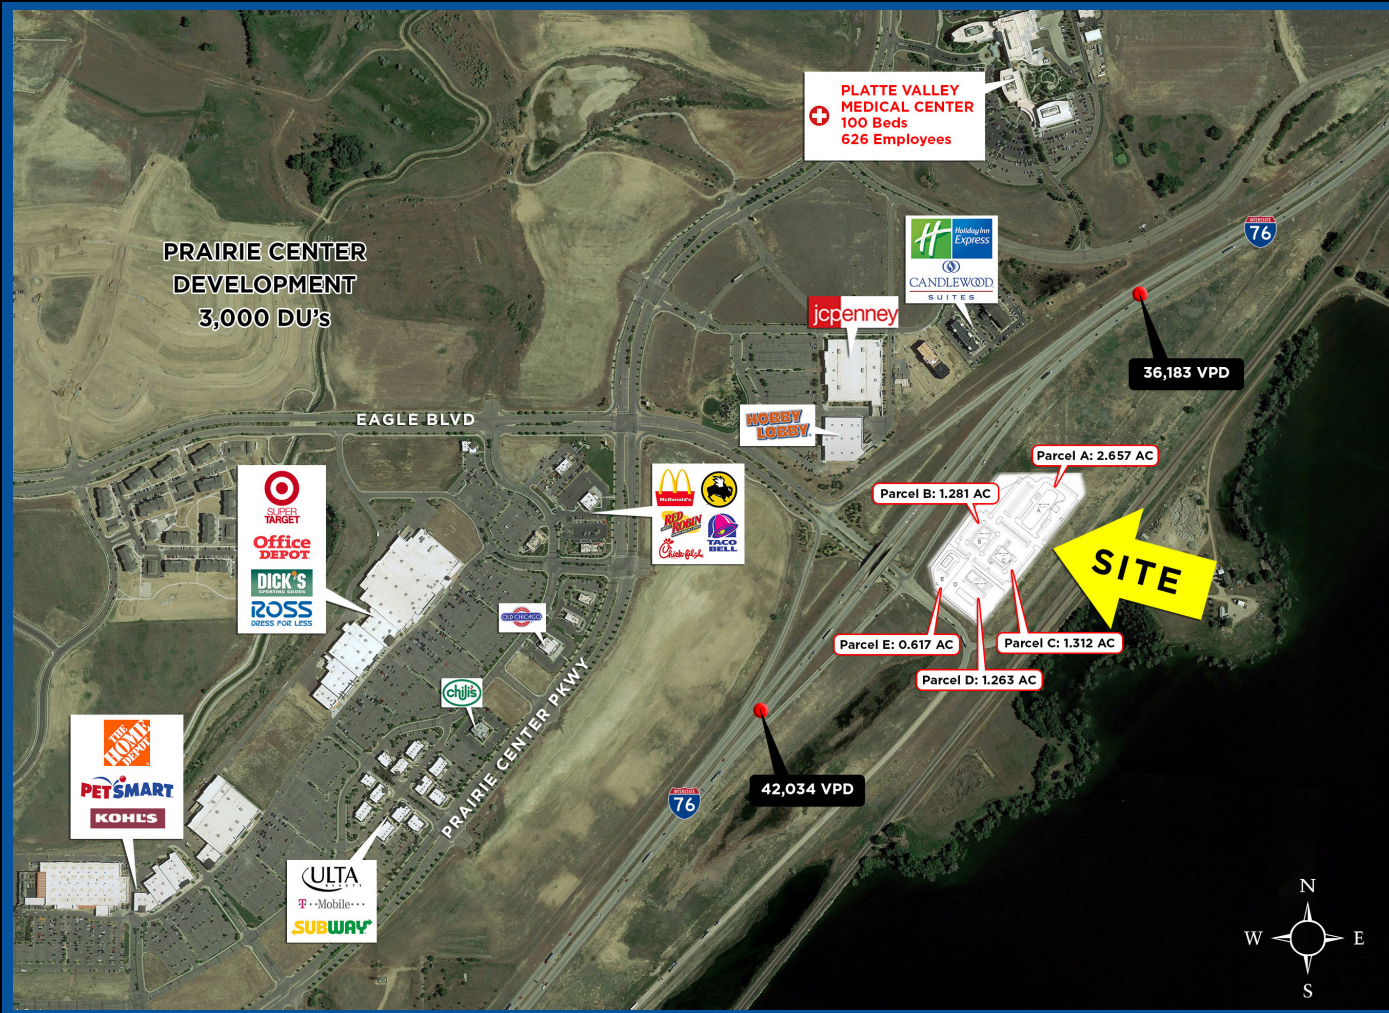 PLATTE VALLEY
MEDICAL CENTER
100 Beds
626 Employees
INTERSTATE
76
Holiday Inn
Express
CANDLEWOOD
SUITES
PRAIRIE CENTER
DEVELOPMENT
3,000 DU's
jcpenney
36,183 VPD
HOBBY
LOBBY
EAGLE BLVD
Parcel A: 2.657 AC
Parcel B: 1.281 AC
SUPER
TARGET
Office
DEPOT
DICK'S
SPORTING GOODS
ROSS
DRESS FOR LESS
McDonald's
RED
ROBIN
TACO
BELL
Chick-fil-A
SITE
OLD CHICAGO
Parcel E: 0.617 AC
Parcel C: 1.312 AC
Parcel D: 1.263 AC
chili's
PRAIRIE CENTER PKWY
THE
HOME
DEPOT
PETSMART
KOHL'S
42,034 VPD
INTERSTATE
76
ULTA
BEAUTY
T-Mobile
SUBWAY
N
W E
S